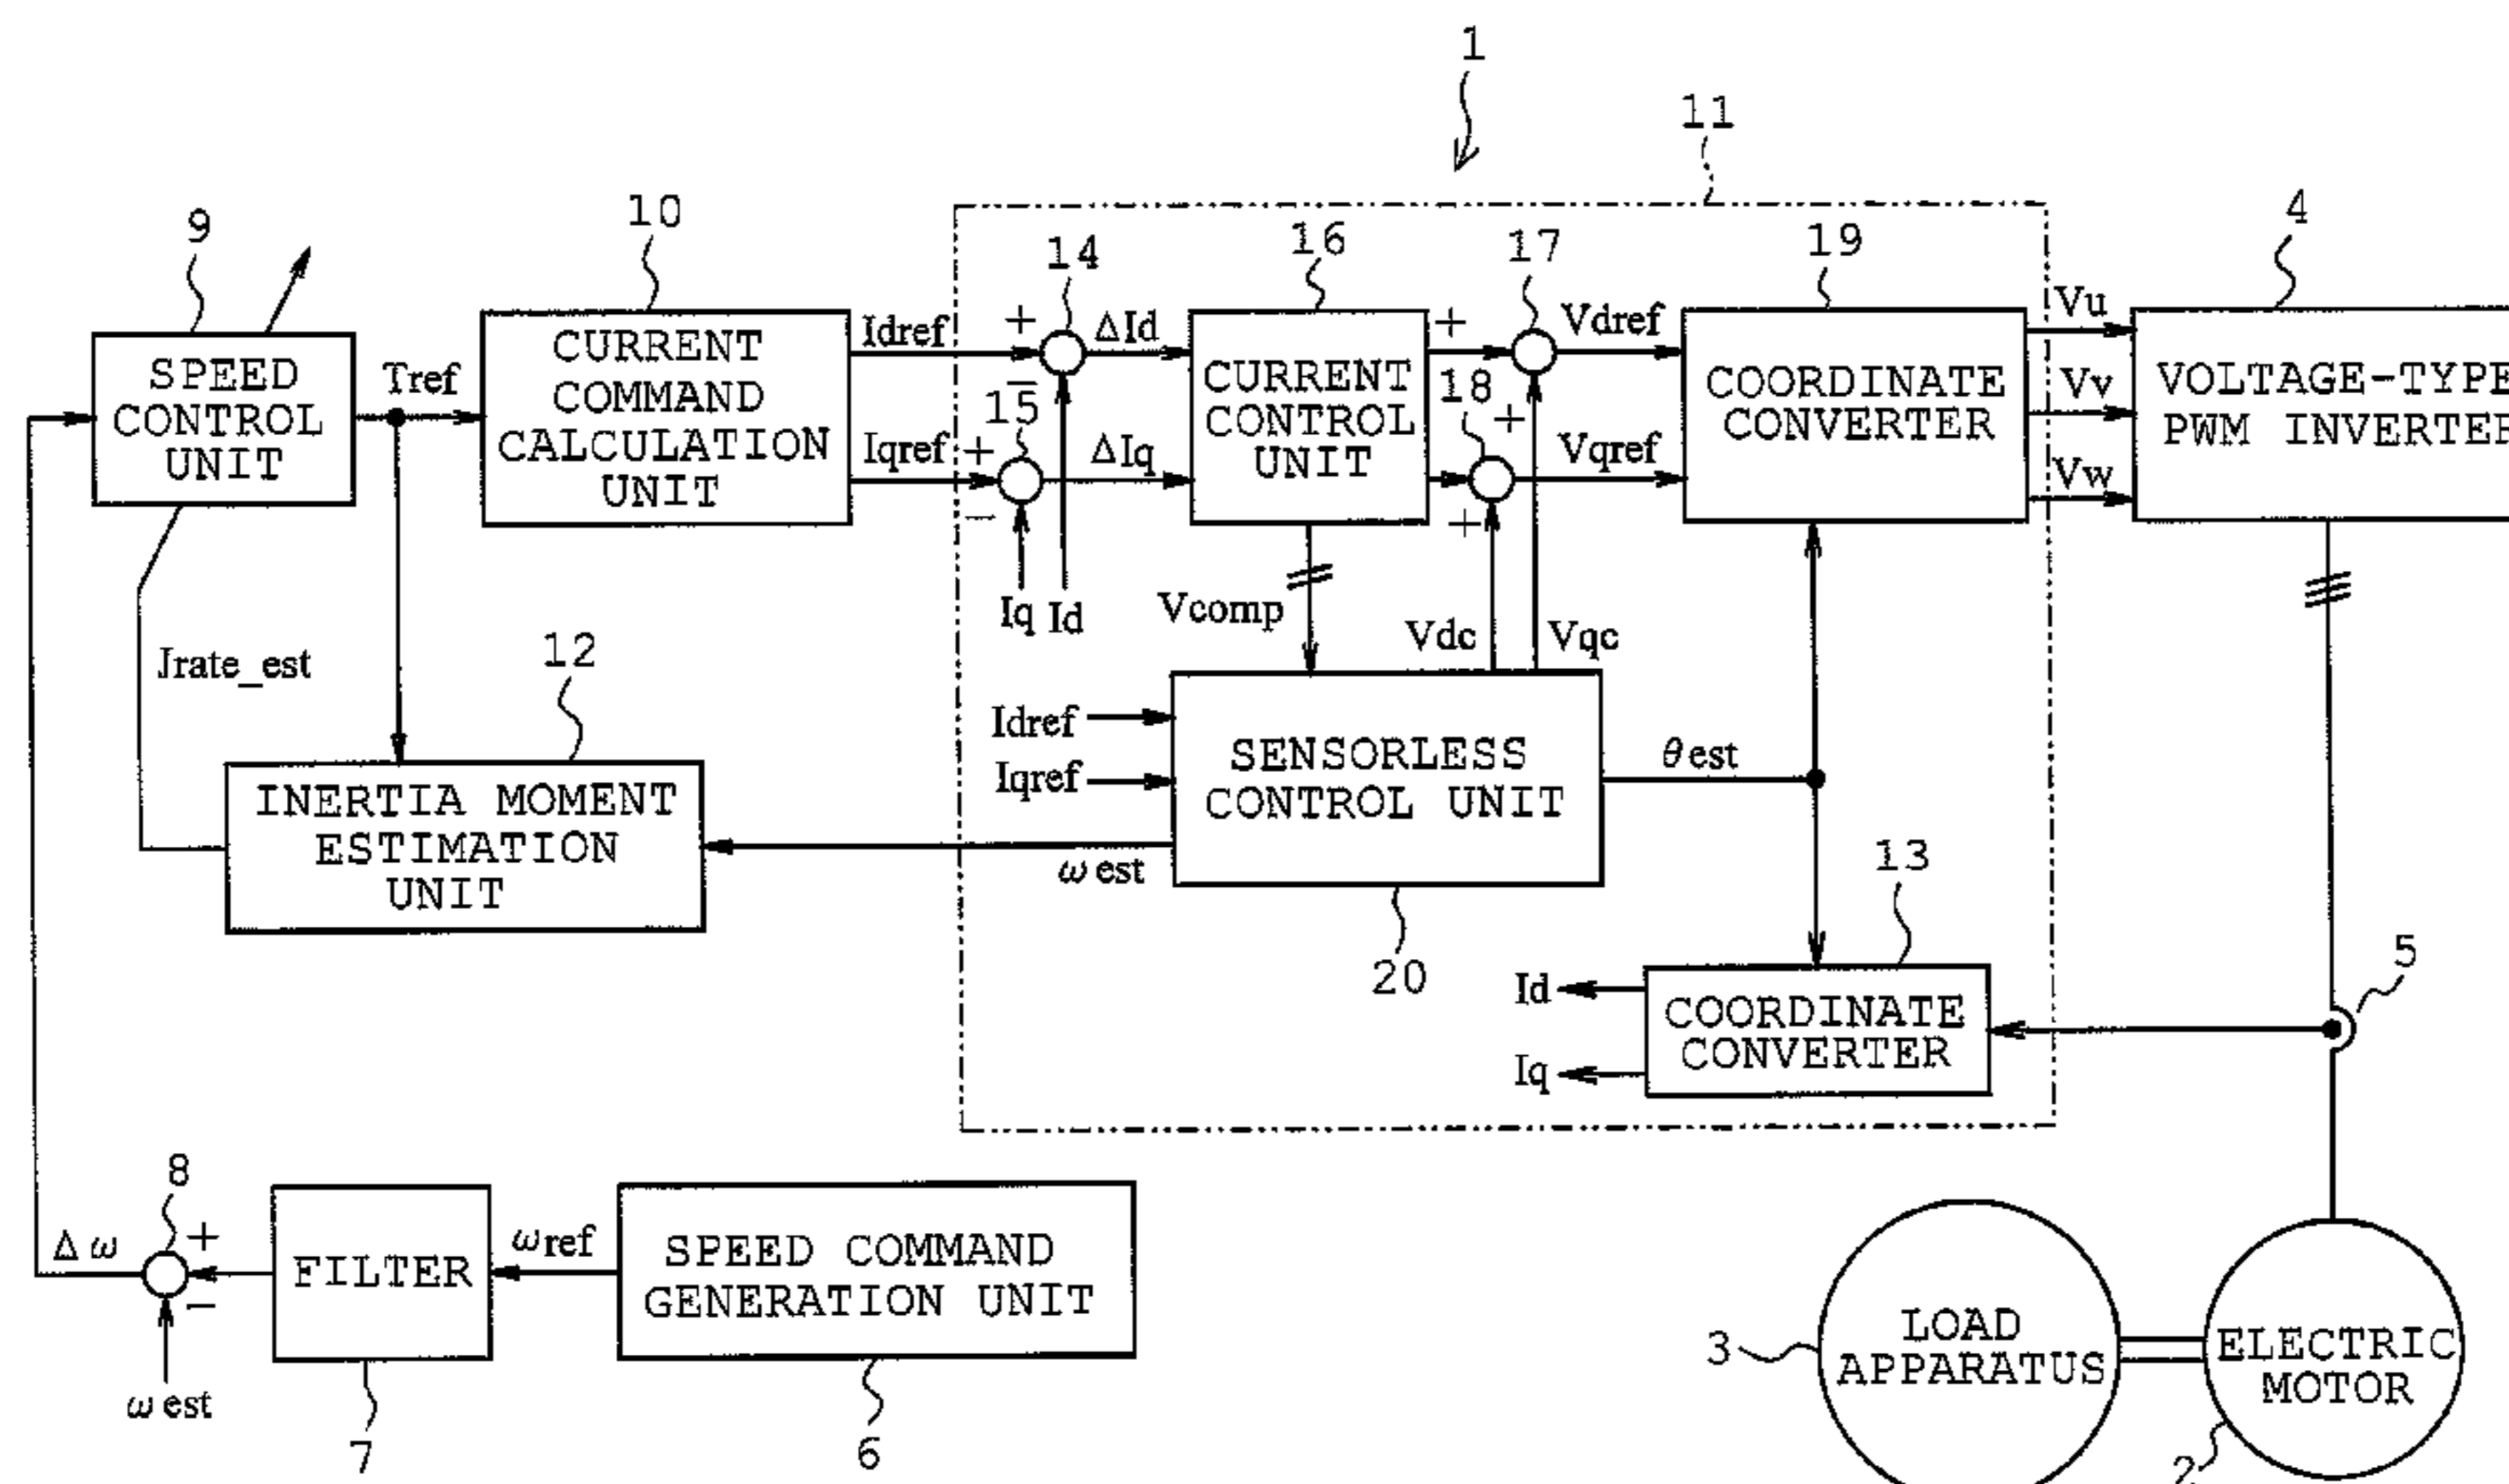 1
11
9
10
14
16
17
19
4
SPEED
CONTROL
UNIT
Tref
CURRENT
COMMAND
CALCULATION
UNIT
Idref
+
−
ΔId
Iqref
+
−
15
ΔIq
CURRENT
CONTROL
UNIT
+
+
18
+
Vdref
Vqref
COORDINATE
CONVERTER
Vu
Vv
Vw
VOLTAGE-TYPE
PWM INVERTER
Iq
Id
Vcomp
Vdc
Vqc
Jrate_est
12
Idref
Iqref
SENSORLESS
CONTROL UNIT
θest
INERTIA MOMENT
ESTIMATION
UNIT
ωest
20
13
5
Id
Iq
COORDINATE
CONVERTER
8
Δω
+
−
FILTER
ωref
SPEED COMMAND
GENERATION UNIT
ωest
7
6
3
LOAD
APPARATUS
ELECTRIC
MOTOR
2